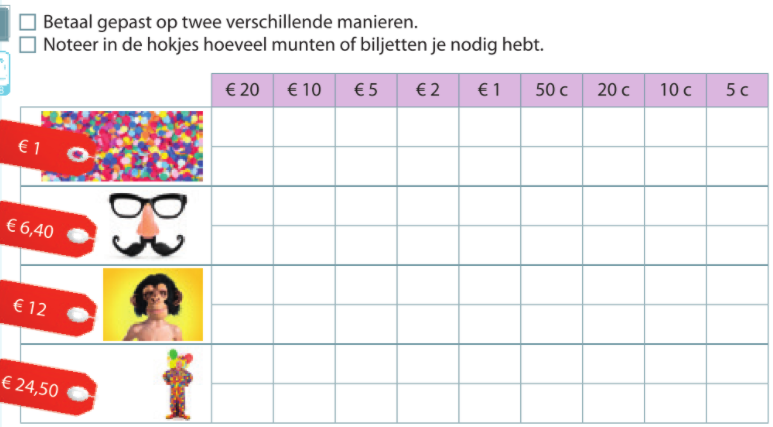 Betaal gepast op twee verschillende manieren.
Noteer in de hokjes hoeveel munten of biljetten je nodig hebt.
€ 20 € 10 € 5 € 2 € 1 50 c 20 c 10 c 5 c
€ 1
€ 6,40
€ 12
€ 24,50